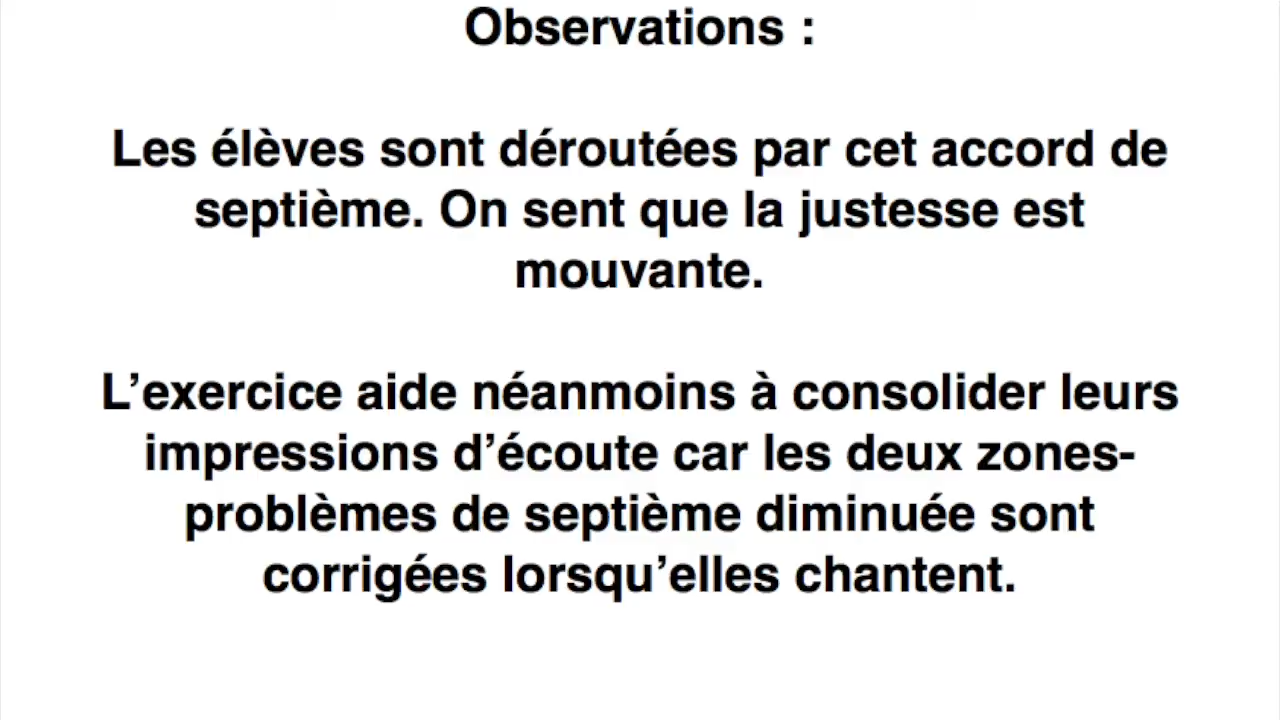 Observations :
Les élèves sont déroutées par cet accord de
septième. On sent que la justesse est
mouvante.
L’exercice aide néanmoins à consolider leurs
impressions d’écoute car les deux zones-
problèmes de septième diminuée sont
corrigées lorsqu’elles chantent.